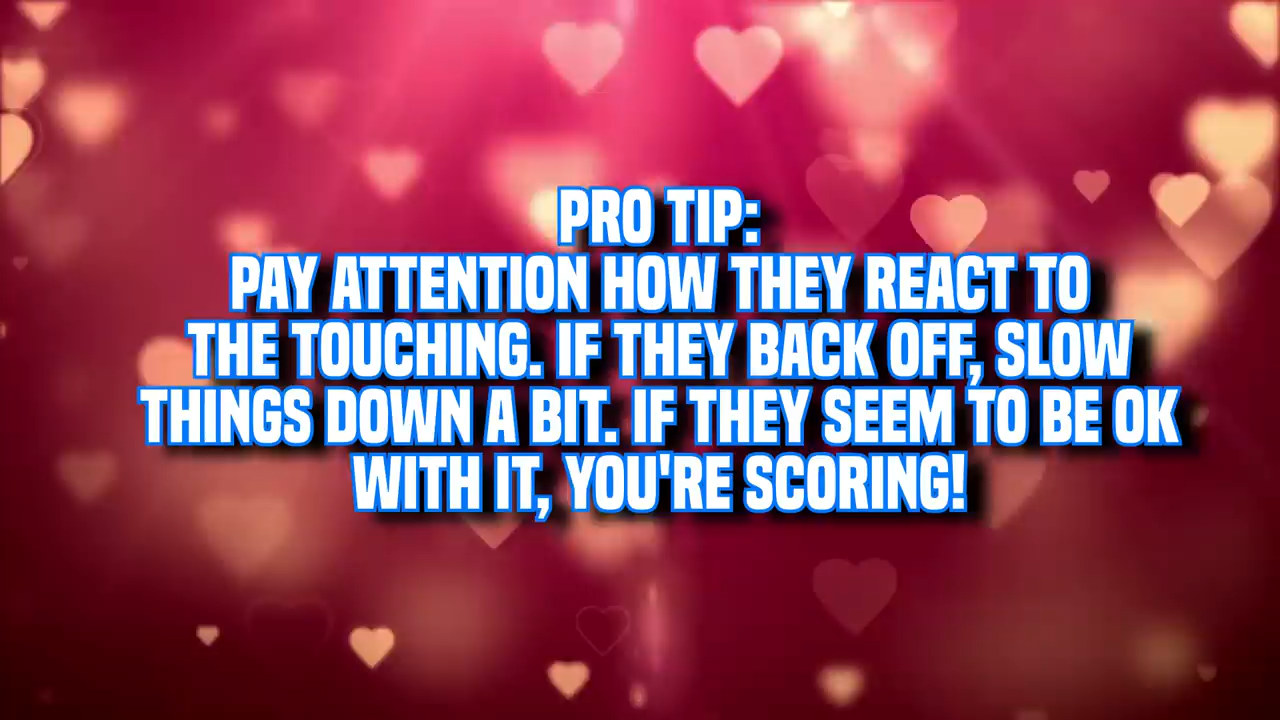 PRO TIP:
PAY ATTENTION HOW THEY REACT TO
THE TOUCHING. IF THEY BACK OFF, SLOW
THINGS DOWN A BIT. IF THEY SEEM TO BE OK
WITH IT, YOU'RE SCORING!